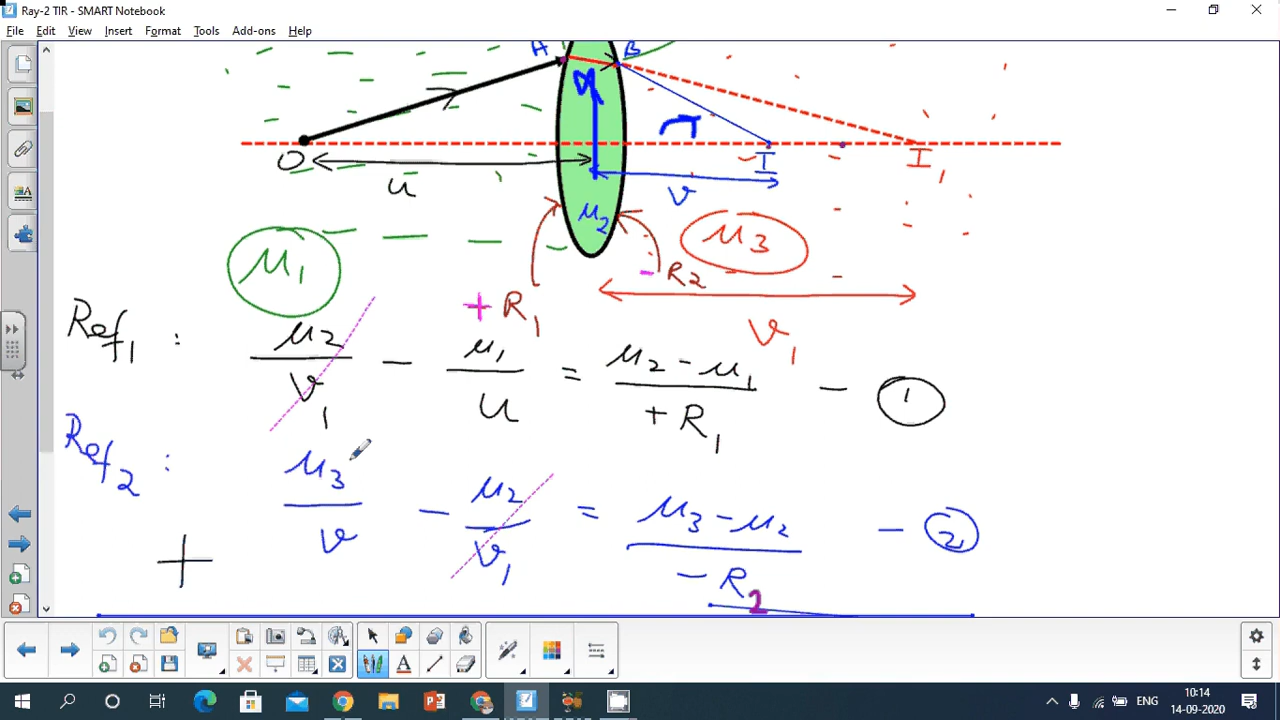 Ray-2 TIR - SMART Notebook
File Edit View Insert Format Tools Add-ons Help
A B
O I I₁
u v
μ₂
μ₁ μ₃
- R2
+ R₁ v₁
Ref₁ : μ₂/v₁ - μ₁/u = μ₂ - μ₁/+ R₁ - ①
Ref₂ : μ₃/v - μ₂/v₁ = μ₃ - μ₂/- R₂ - ②
+
A
ENG
10:14
14-09-2020